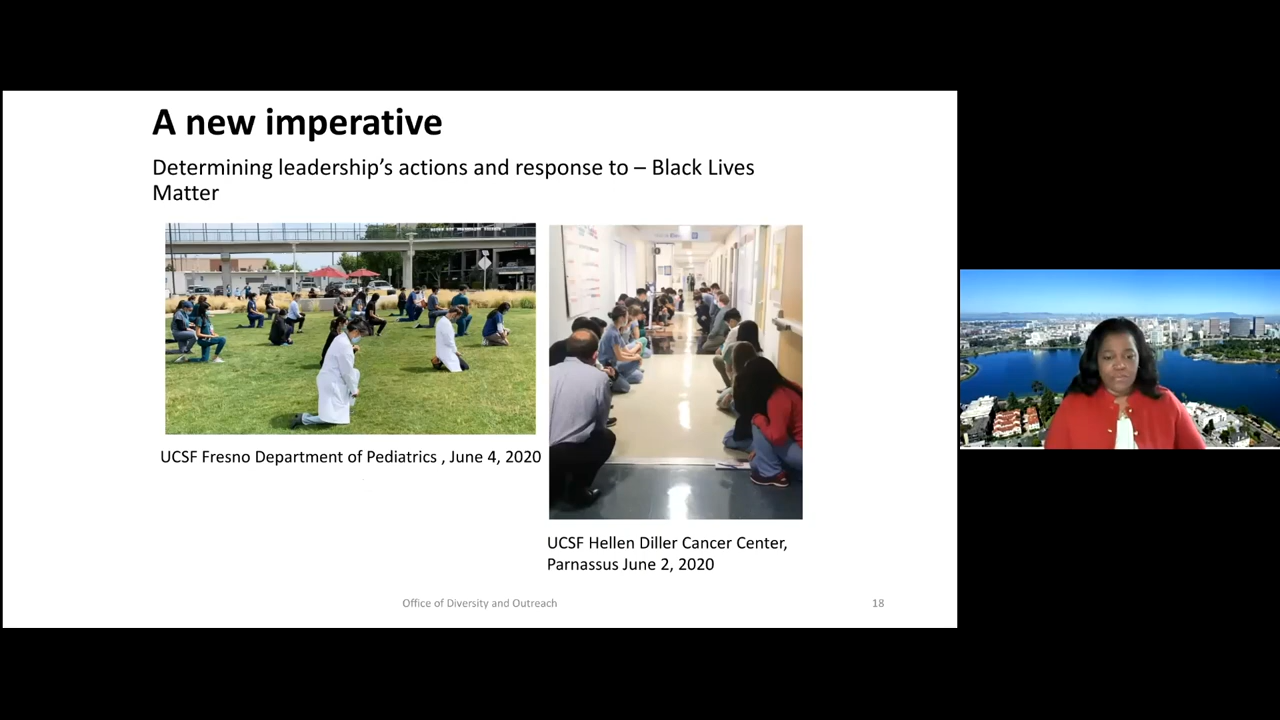 A new imperative
Determining leadership's actions and response to – Black Lives
Matter
UCSF Fresno Department of Pediatrics , June 4, 2020
UCSF Hellen Diller Cancer Center,
Parnassus June 2, 2020
Office of Diversity and Outreach
18